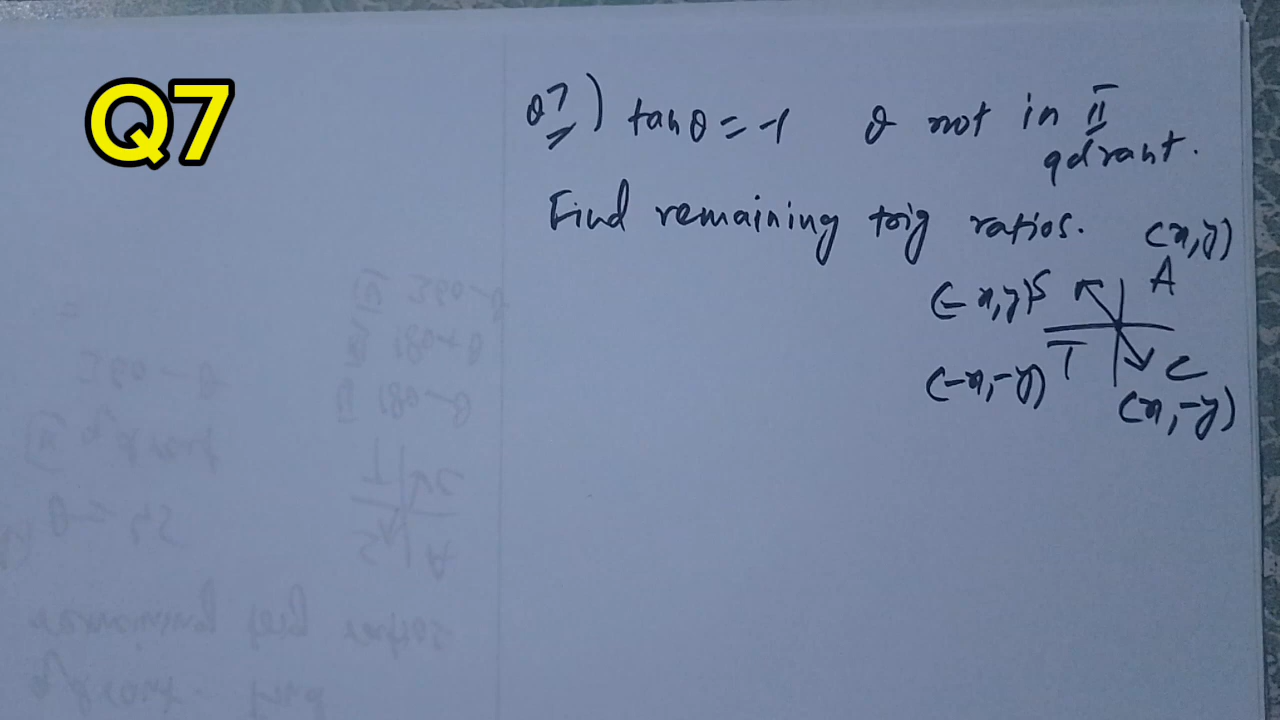 Q7
Q7) tanθ = -1 θ not in II
qdrant.
Find remaining trig ratios.
(x,y)
(-x,y) S A
(-x,-y) T C
(x,-y)